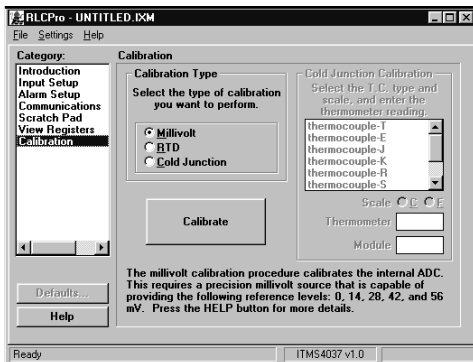 RLCPro - UNTITLED.IXM
File Settings Help
Category:
Introduction
Input Setup
Alarm Setup
Communications
Scratch Pad
View Registers
Calibration
Defaults...
Help
Calibration
Calibration Type
Select the type of calibration
you want to perform.
Millivolt
RTD
Cold Junction
Calibrate
Cold Junction Calibration
Select the T.C. type and
scale, and enter the
thermometer reading.
thermocouple-T
thermocouple-E
thermocouple-J
thermocouple-K
thermocouple-R
thermocouple-S
Scale C F
Thermometer
Module
The millivolt calibration procedure calibrates the internal ADC.
This requires a precision millivolt source that is capable of
providing the following reference levels: 0, 14, 28, 42, and 56
mV. Press the HELP button for more details.
Ready
ITMS4037 v1.0